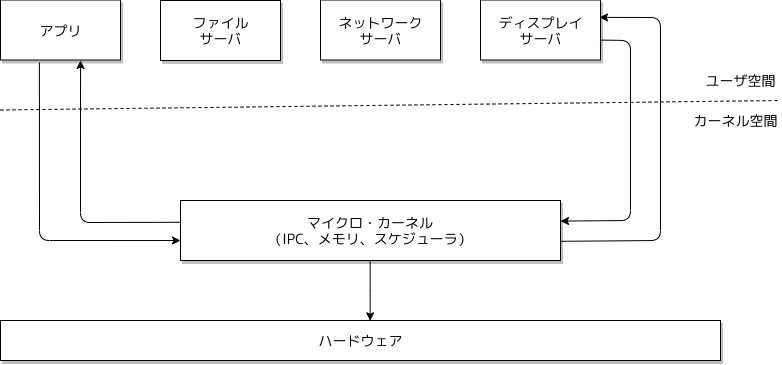 アプリ
ファイル
サーバ
ネットワーク
サーバ
ディスプレイ
サーバ
ユーザ空間
カーネル空間
マイクロ・カーネル
（IPC、メモリ、スケジューラ）
ハードウェア